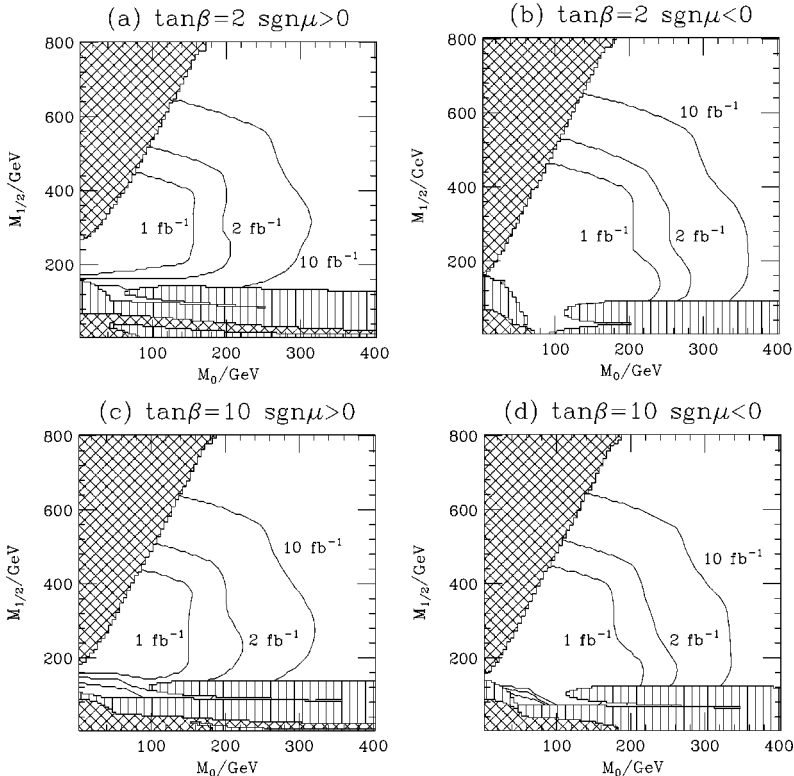 (a) tanβ=2 sgnμ>0
800
600
400
200
M1/2/GeV
1 fb⁻¹
2 fb⁻¹
10 fb⁻¹
100
200
300
400
M0/GeV
(b) tanβ=2 sgnμ<0
800
600
400
200
M1/2/GeV
10 fb⁻¹
1 fb⁻¹
2 fb⁻¹
100
200
300
400
M0/GeV
(c) tanβ=10 sgnμ>0
800
600
400
200
M1/2/GeV
10 fb⁻¹
1 fb⁻¹
2 fb⁻¹
100
200
300
400
M0/GeV
(d) tanβ=10 sgnμ<0
800
600
400
200
M1/2/GeV
10 fb⁻¹
1 fb⁻¹
2 fb⁻¹
100
200
300
400
M0/GeV